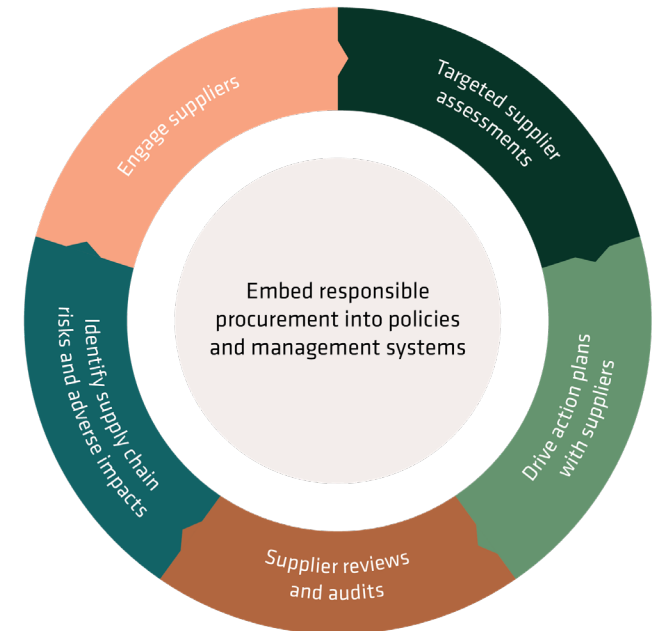 Engage suppliers
Targeted supplier
assessments
Embed responsible
procurement into policies
and management systems
Identify supply chain
risks and adverse impacts
Drive action plans
with suppliers
Supplier reviews
and audits